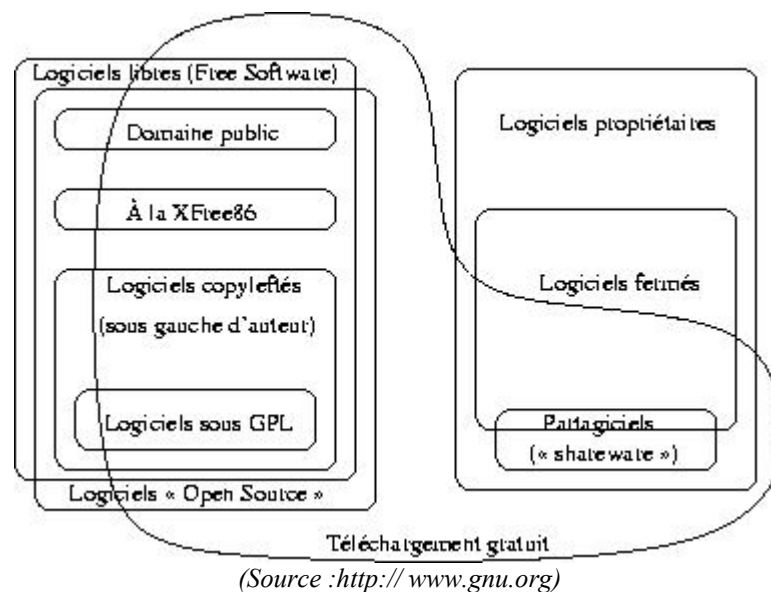 Logiciels libres (Free Software)
Domaine public
À la XFree86
Logiciels copyleftés
(sous gauche d'auteur)
Logiciels sous GPL
Logiciels « Open Source »
Logiciels propriétaires
Logiciels fermés
Partagiciels
(« shareware »)
Téléchargement gratuit
(Source :http:// www.gnu.org)